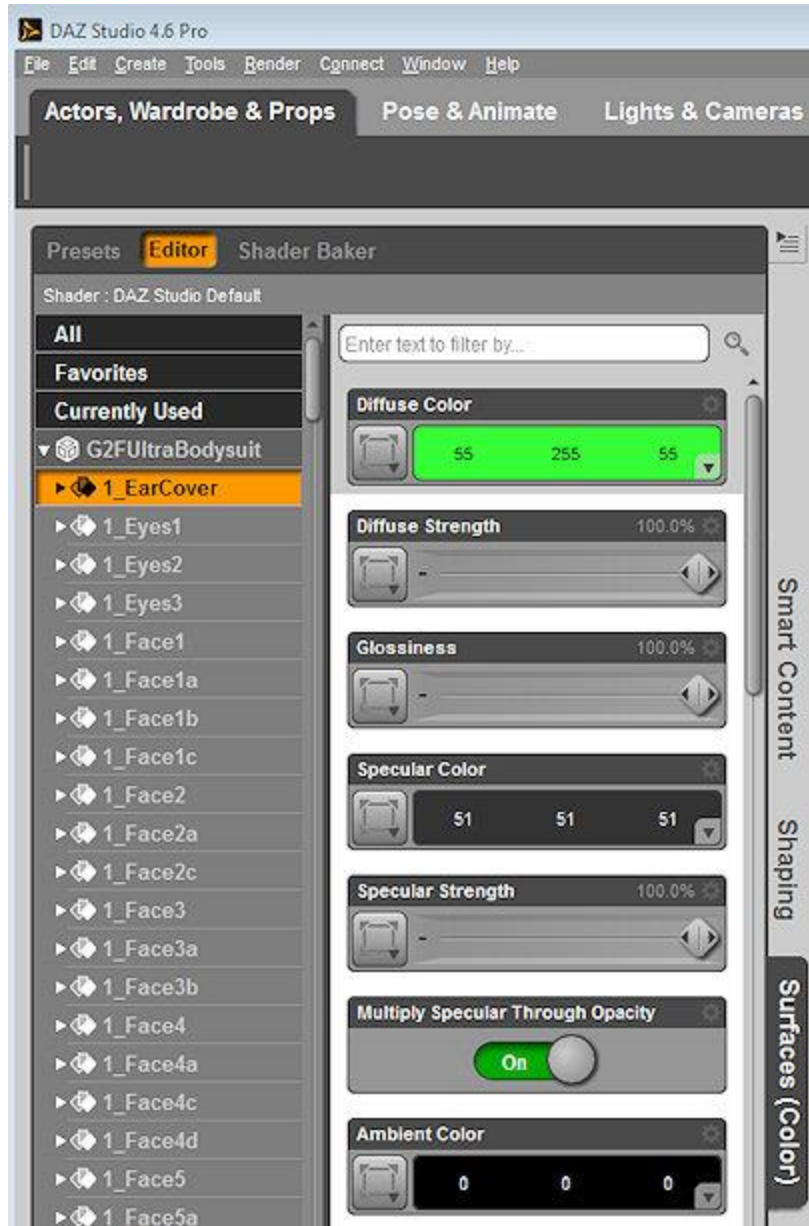 DAZ Studio 4.6 Pro
File Edit Create Tools Render Connect Window Help
Actors, Wardrobe & Props Pose & Animate Lights & Cameras
Presets Editor Shader Baker
Shader : DAZ Studio Default
All
Favorites
Currently Used
G2FUltraBodysuit
1_EarCover
1_Eyes1
1_Eyes2
1_Eyes3
1_Face1
1_Face1a
1_Face1b
1_Face1c
1_Face2
1_Face2a
1_Face2c
1_Face3
1_Face3a
1_Face3b
1_Face4
1_Face4a
1_Face4c
1_Face4d
1_Face5
1_Face5a
Enter text to filter by...
Diffuse Color
55 255 55
Diffuse Strength 100.0%
Glossiness 100.0%
Specular Color
51 51 51
Specular Strength 100.0%
Multiply Specular Through Opacity
On
Ambient Color
0 0 0
Smart Content
Shaping
Surfaces (Color)